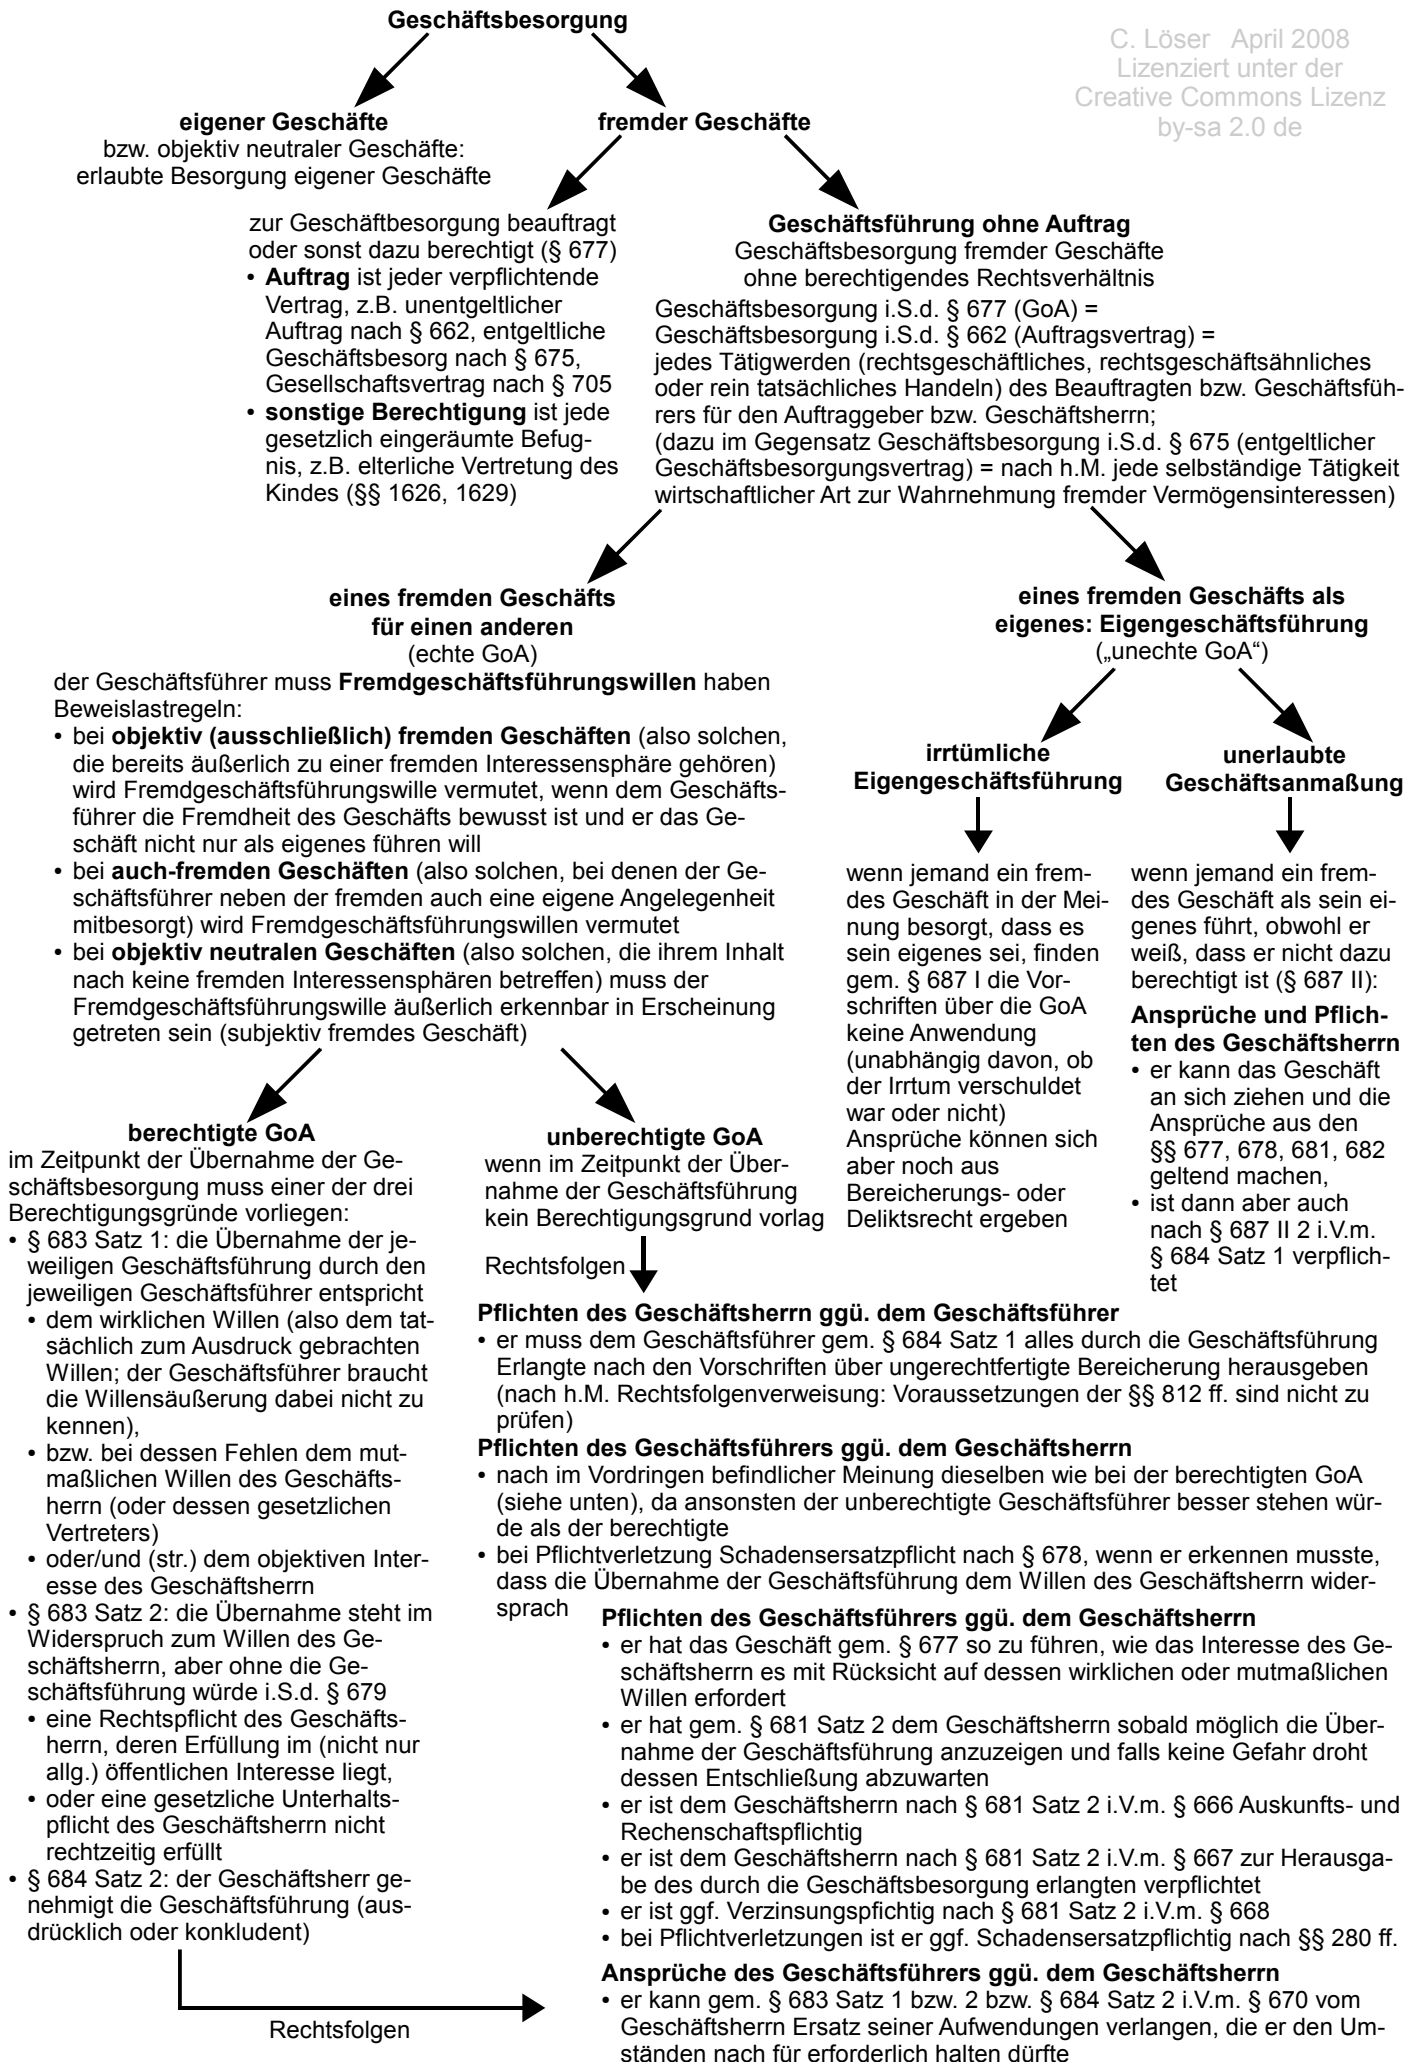 Geschäftsbesorgung
C. Löser April 2008
Lizenziert unter der
Creative Commons Lizenz
by-sa 2.0 de
eigener Geschäfte
bzw. objektiv neutraler Geschäfte:
erlaubte Besorgung eigener Geschäfte
fremder Geschäfte
zur Geschäftbesorgung beauftragt
oder sonst dazu berechtigt (§ 677)
• Auftrag ist jeder verpflichtende
Vertrag, z.B. unentgeltlicher
Auftrag nach § 662, entgeltliche
Geschäftsbesorg nach § 675,
Gesellschaftsvertrag nach § 705
• sonstige Berechtigung ist jede
gesetzlich eingeräumte Befug-
nis, z.B. elterliche Vertretung des
Kindes (§§ 1626, 1629)
Geschäftsführung ohne Auftrag
Geschäftsbesorgung fremder Geschäfte
ohne berechtigendes Rechtsverhältnis
Geschäftsbesorgung i.S.d. § 677 (GoA) =
Geschäftsbesorgung i.S.d. § 662 (Auftragsvertrag) =
jedes Tätigwerden (rechtsgeschäftliches, rechtsgeschäftsähnliches
oder rein tatsächliches Handeln) des Beauftragten bzw. Geschäftsfüh-
rers für den Auftraggeber bzw. Geschäftsherrn;
(dazu im Gegensatz Geschäftsbesorgung i.S.d. § 675 (entgeltlicher
Geschäftsbesorgungsvertrag) = nach h.M. jede selbständige Tätigkeit
wirtschaftlicher Art zur Wahrnehmung fremder Vermögensinteressen)
eines fremden Geschäfts
für einen anderen
(echte GoA)
der Geschäftsführer muss Fremdgeschäftsführungswillen haben
Beweislastregeln:
• bei objektiv (ausschließlich) fremden Geschäften (also solchen,
die bereits äußerlich zu einer fremden Interessensphäre gehören)
wird Fremdgeschäftsführungswille vermutet, wenn dem Geschäfts-
führer die Fremdheit des Geschäfts bewusst ist und er das Ge-
schäft nicht nur als eigenes führen will
• bei auch-fremden Geschäften (also solchen, bei denen der Ge-
schäftsführer neben der fremden auch eine eigene Angelegenheit
mitbesorgt) wird Fremdgeschäftsführungswillen vermutet
• bei objektiv neutralen Geschäften (also solchen, die ihrem Inhalt
nach keine fremden Interessensphären betreffen) muss der
Fremdgeschäftsführungswille äußerlich erkennbar in Erscheinung
getreten sein (subjektiv fremdes Geschäft)
eines fremden Geschäfts als
eigenes: Eigengeschäftsführung
(„unechte GoA“)
irrtümliche
Eigengeschäftsführung
wenn jemand ein frem-
des Geschäft in der Mei-
nung besorgt, dass es
sein eigenes sei, finden
gem. § 687 I die Vor-
schriften über die GoA
keine Anwendung
(unabhängig davon, ob
der Irrtum verschuldet
war oder nicht)
Ansprüche können sich
aber noch aus
Bereicherungs- oder
Deliktsrecht ergeben
unerlaubte
Geschäftsanmaßung
wenn jemand ein frem-
des Geschäft als sein ei-
genes führt, obwohl er
weiß, dass er nicht dazu
berechtigt ist (§ 687 II):
Ansprüche und Pflich-
ten des Geschäftsherrn
• er kann das Geschäft
an sich ziehen und die
Ansprüche aus den
§§ 677, 678, 681, 682
geltend machen,
• ist dann aber auch
nach § 687 II 2 i.V.m.
§ 684 Satz 1 verpflich-
tet
berechtigte GoA
im Zeitpunkt der Übernahme der Ge-
schäftsbesorgung muss einer der drei
Berechtigungsgründe vorliegen:
• § 683 Satz 1: die Übernahme der je-
weiligen Geschäftsführung durch den
jeweiligen Geschäftsführer entspricht
• dem wirklichen Willen (also dem tat-
sächlich zum Ausdruck gebrachten
Willen; der Geschäftsführer braucht
die Willensäußerung dabei nicht zu
kennen),
• bzw. bei dessen Fehlen dem mut-
maßlichen Willen des Geschäfts-
herrn (oder dessen gesetzlichen
Vertreters)
• oder/und (str.) dem objektiven Inter-
esse des Geschäftsherrn
• § 683 Satz 2: die Übernahme steht im
Widerspruch zum Willen des Ge-
schäftsherrn, aber ohne die Ge-
schäftsführung würde i.S.d. § 679
• eine Rechtspflicht des Geschäfts-
herrn, deren Erfüllung im (nicht nur
allg.) öffentlichen Interesse liegt,
• oder eine gesetzliche Unterhalts-
pflicht des Geschäftsherrn nicht
rechtzeitig erfüllt
• § 684 Satz 2: der Geschäftsherr ge-
nehmigt die Geschäftsführung (aus-
drücklich oder konkludent)
Rechtsfolgen
unberechtigte GoA
wenn im Zeitpunkt der Über-
nahme der Geschäftsführung
kein Berechtigungsgrund vorlag
Rechtsfolgen
Pflichten des Geschäftsherrn ggü. dem Geschäftsführer
• er muss dem Geschäftsführer gem. § 684 Satz 1 alles durch die Geschäftsführung
Erlangte nach den Vorschriften über ungerechtfertigte Bereicherung herausgeben
(nach h.M. Rechtsfolgenverweisung: Voraussetzungen der §§ 812 ff. sind nicht zu
prüfen)
Pflichten des Geschäftsführers ggü. dem Geschäftsherrn
• nach im Vordringen befindlicher Meinung dieselben wie bei der berechtigten GoA
(siehe unten), da ansonsten der unberechtigte Geschäftsführer besser stehen wür-
de als der berechtigte
• bei Pflichtverletzung Schadensersatzpflicht nach § 678, wenn er erkennen musste,
dass die Übernahme der Geschäftsführung dem Willen des Geschäftsherrn wider-
sprach
Pflichten des Geschäftsführers ggü. dem Geschäftsherrn
• er hat das Geschäft gem. § 677 so zu führen, wie das Interesse des Ge-
schäftsherrn es mit Rücksicht auf dessen wirklichen oder mutmaßlichen
Willen erfordert
• er hat gem. § 681 Satz 2 dem Geschäftsherrn sobald möglich die Über-
nahme der Geschäftsführung anzuzeigen und falls keine Gefahr droht
dessen Entschließung abzuwarten
• er ist dem Geschäftsherrn nach § 681 Satz 2 i.V.m. § 666 Auskunfts- und
Rechenschaftspflichtig
• er ist dem Geschäftsherrn nach § 681 Satz 2 i.V.m. § 667 zur Herausga-
be des durch die Geschäftsbesorgung erlangten verpflichtet
• er ist ggf. Verzinsungspfichtig nach § 681 Satz 2 i.V.m. § 668
• bei Pflichtverletzungen ist er ggf. Schadensersatzpflichtig nach §§ 280 ff.
Ansprüche des Geschäftsführers ggü. dem Geschäftsherrn
• er kann gem. § 683 Satz 1 bzw. 2 bzw. § 684 Satz 2 i.V.m. § 670 vom
Geschäftsherrn Ersatz seiner Aufwendungen verlangen, die er den Um-
ständen nach für erforderlich halten dürfte